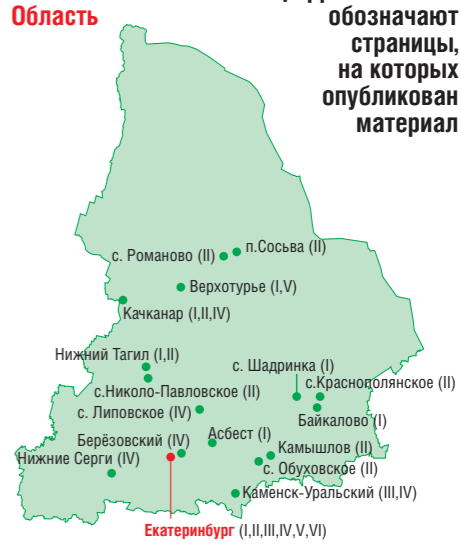 Область
обозначают
страницы,
на которых
опубликован
материал
с. Романово (II)
п.Сосьва (II)
Верхотурье (I,V)
Качканар (I,II,IV)
Нижний Тагил (I,II)
с. Шадринка (I)
с.Николо-Павловское (II)
с.Краснополянское (II)
с. Липовское (IV)
Байкалово (I)
Асбест (I)
Берёзовский (IV)
Камышлов (II)
Нижние Серги (IV)
с. Обуховское (II)
Каменск-Уральский (III,IV)
Екатеринбург (I,II,III,IV,V,VI)